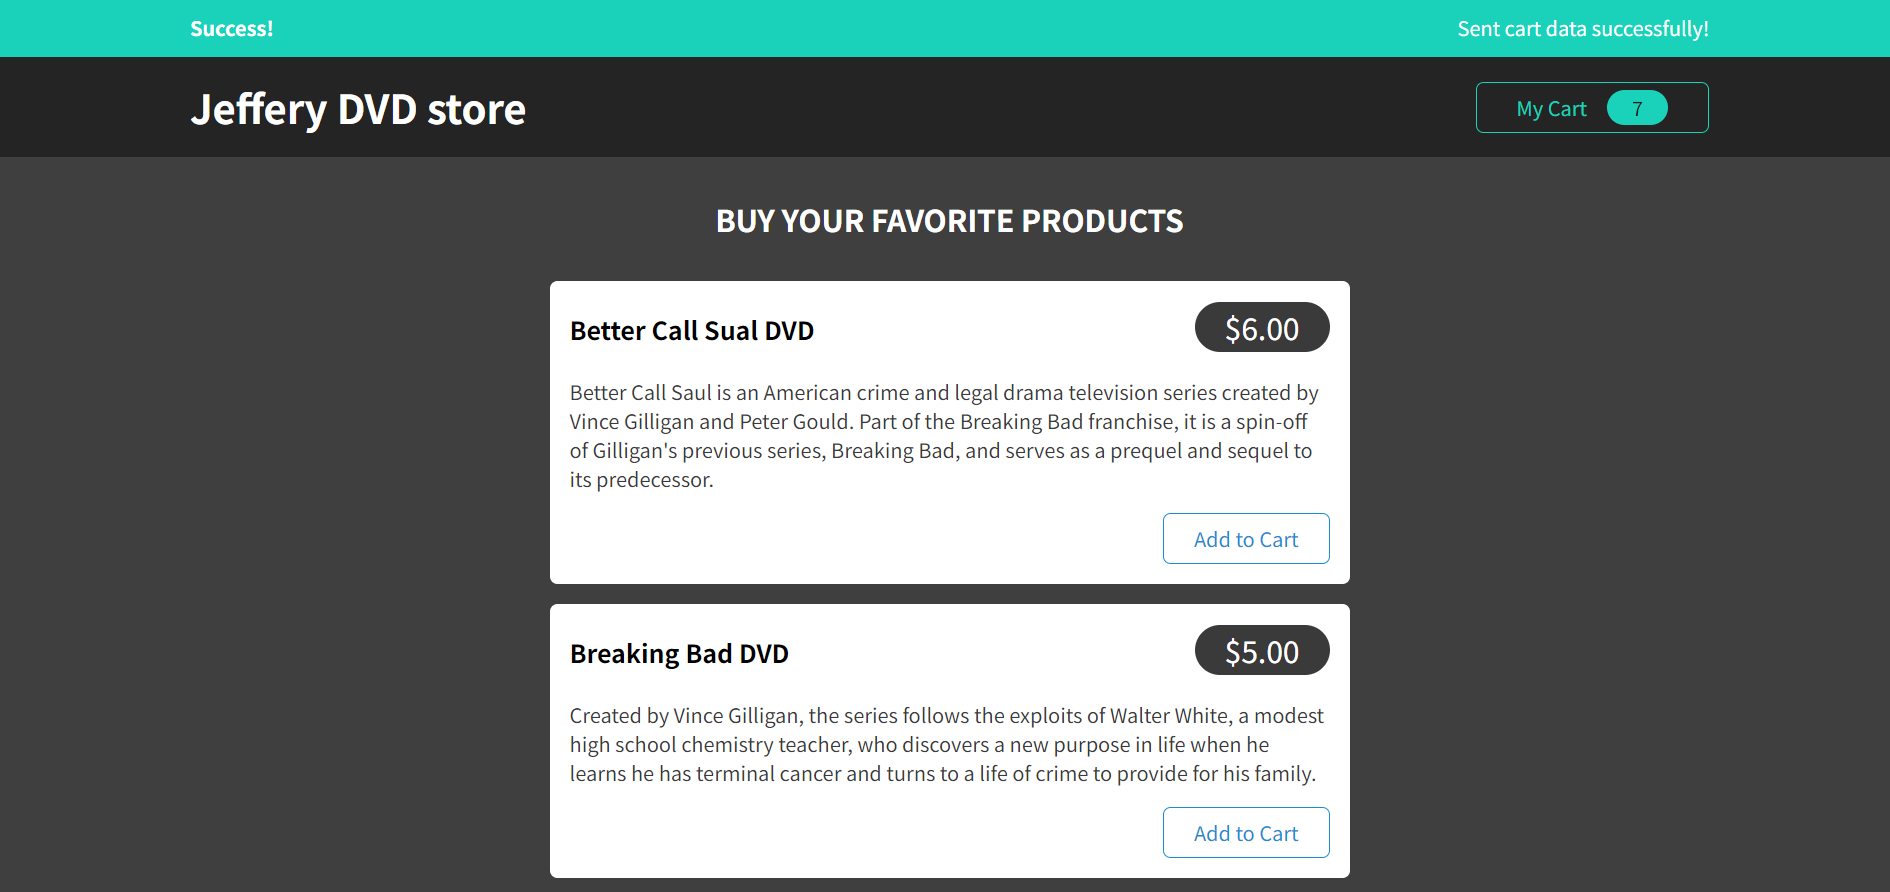 Success!
Sent cart data successfully!
Jeffery DVD store
My Cart 7
BUY YOUR FAVORITE PRODUCTS
Better Call Sual DVD
$6.00
Better Call Saul is an American crime and legal drama television series created by
Vince Gilligan and Peter Gould. Part of the Breaking Bad franchise, it is a spin-off
of Gilligan's previous series, Breaking Bad, and serves as a prequel and sequel to
its predecessor.
Add to Cart
Breaking Bad DVD
$5.00
Created by Vince Gilligan, the series follows the exploits of Walter White, a modest
high school chemistry teacher, who discovers a new purpose in life when he
learns he has terminal cancer and turns to a life of crime to provide for his family.
Add to Cart